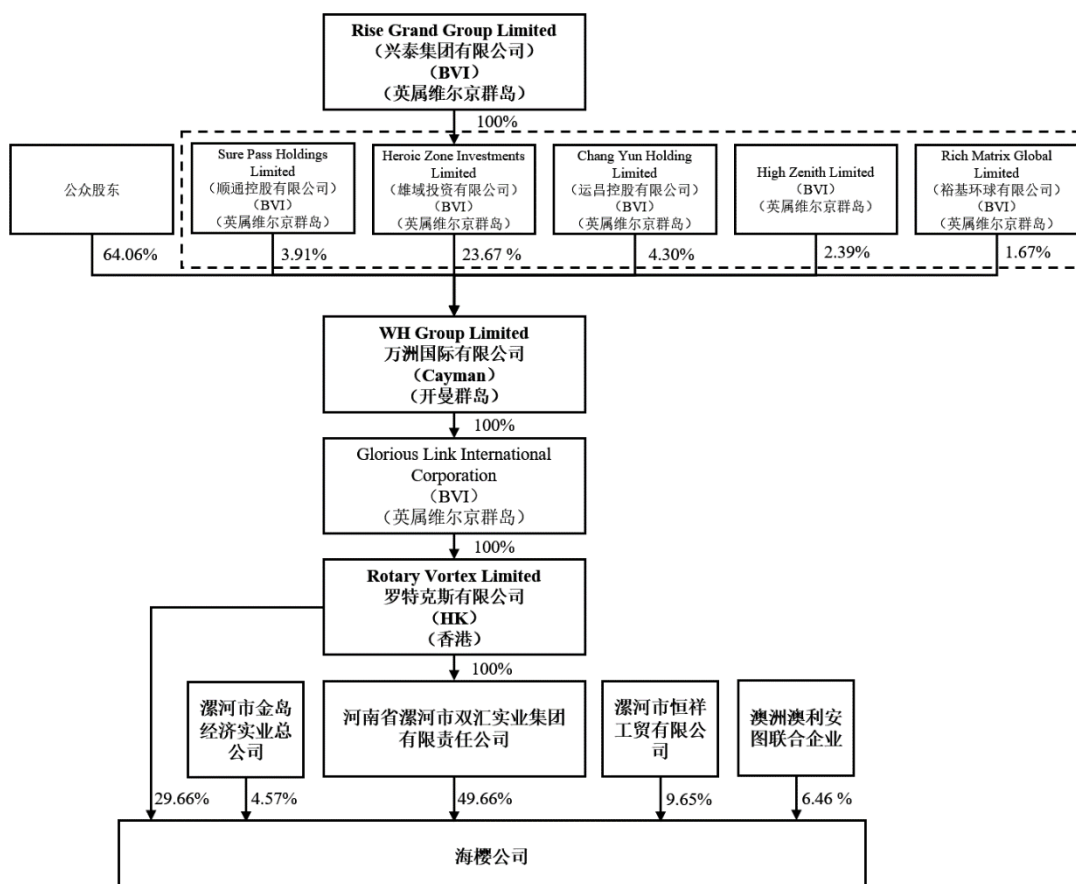 Rise Grand Group Limited
（兴泰集团有限公司）
（BVI）
（英属维尔京群岛）
100%
公众股东
Sure Pass Holdings
Limited
（顺通控股有限公司）
（BVI）
（英属维尔京群岛）
Heroic Zone Investments
Limited
（雄域投资有限公司）
（BVI）
（英属维尔京群岛）
Chang Yun Holding
Limited
（运昌控股有限公司）
（BVI）
（英属维尔京群岛）
High Zenith Limited
（BVI）
（英属维尔京群岛）
Rich Matrix Global
Limited
（裕基环球有限公司）
（BVI）
（英属维尔京群岛）
64.06%
3.91%
23.67 %
4.30%
2.39%
1.67%
WH Group Limited
万洲国际有限公司
（Cayman）
（开曼群岛）
100%
Glorious Link International
Corporation
（BVI）
（英属维尔京群岛）
100%
Rotary Vortex Limited
罗特克斯有限公司
（HK）
（香港）
100%
漯河市金岛
经济实业总
公司
河南省漯河市双汇实业集团
有限责任公司
漯河市恒祥
工贸有限公
司
澳洲澳利安
图联合企业
29.66%
4.57%
49.66%
9.65%
6.46 %
海樱公司